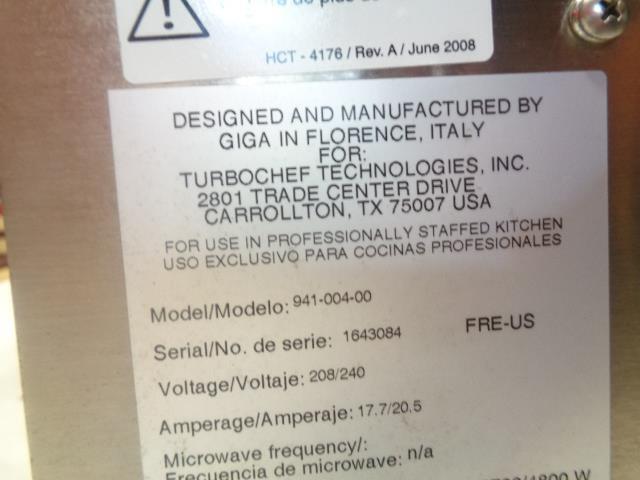 HCT - 4176 / Rev. A / June 2008
DESIGNED AND MANUFACTURED BY
GIGA IN FLORENCE, ITALY
FOR:
TURBOCHEF TECHNOLOGIES, INC.
2801 TRADE CENTER DRIVE
CARROLLTON, TX 75007 USA
FOR USE IN PROFESSIONALLY STAFFED KITCHEN
USO EXCLUSIVO PARA COCINAS PROFESIONALES
Model/Modelo: 941-004-00
Serial/No. de serie: 1643084 FRE-US
Voltage/Voltaje: 208/240
Amperage/Amperaje: 17.7/20.5
Microwave frequency/:
Frecuencia de microwave: n/a